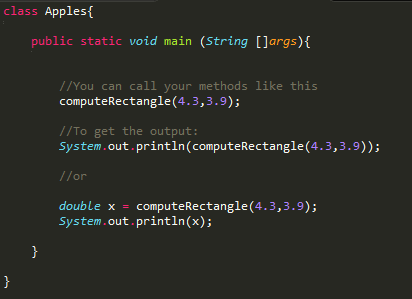 class Apples{
public static void main (String []args){
//You can call your methods like this
computeRectangle(4.3,3.9);
//To get the output:
System.out.println(computeRectangle(4.3,3.9));
//or
double x = computeRectangle(4.3,3.9);
System.out.println(x);
}
}